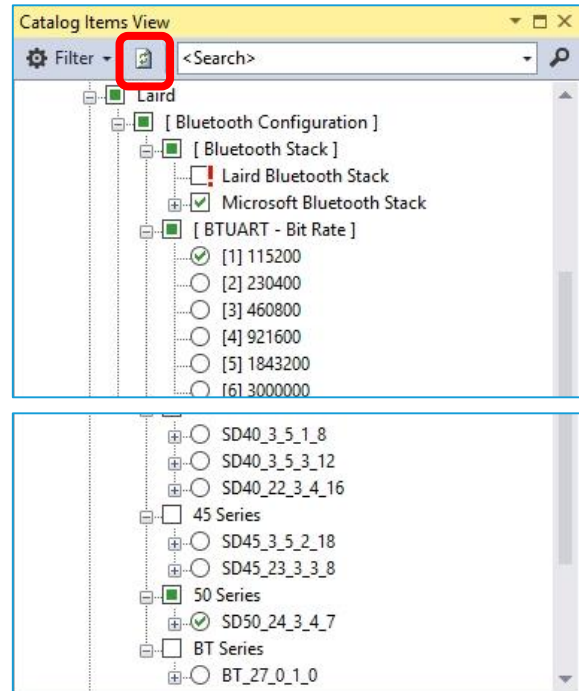 Catalog Items View
Filter
<Search>
Laird
[ Bluetooth Configuration ]
[ Bluetooth Stack ]
Laird Bluetooth Stack
Microsoft Bluetooth Stack
[ BTUART - Bit Rate ]
[1] 115200
[2] 230400
[3] 460800
[4] 921600
[5] 1843200
[6] 3000000
SD40_3_5_1_8
SD40_3_5_3_12
SD40_22_3_4_16
45 Series
SD45_3_5_2_18
SD45_23_3_3_8
50 Series
SD50_24_3_4_7
BT Series
BT_27_0_1_0